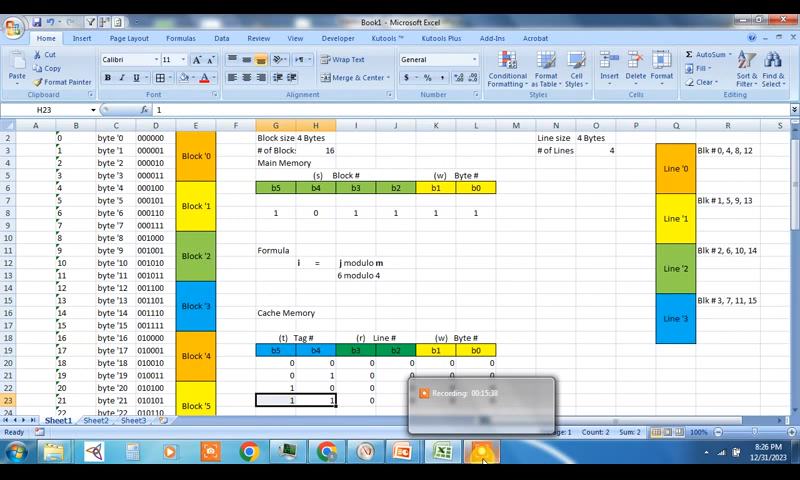 Book1 - Microsoft Excel
Home Insert Page Layout Formulas Data Review View Developer Kutools ™ Kutools Plus Add-Ins Acrobat
Cut
Copy
Format Painter
Paste
Clipboard
Calibri 11
B I U
Font
Wrap Text
Merge & Center
Alignment
General
$ % ,
Number
Conditional Formatting
Format as Table
Cell Styles
Styles
Insert Delete Format
Cells
AutoSum
Fill
Clear
Sort & Filter
Find & Select
Editing
H23 1
A B C D E F G H I J K L M N O P Q R
2 0 byte '0 000000 Block size 4 Bytes Line size 4 Bytes
3 1 byte '1 000001 Block '0 # of Block: 16 # of Lines 4 Blk # 0, 4, 8, 12
4 2 byte '2 000010 Main Memory Line '0
5 3 byte '3 000011 (s) Block # (w) Byte #
6 4 byte '4 000100 b5 b4 b3 b2 b1 b0
7 5 byte '5 000101 Block '1 Blk # 1, 5, 9, 13
8 6 byte '6 000110 1 0 1 1 1 1 Line '1
9 7 byte '7 000111
10 8 byte '8 001000
11 9 byte '9 001001 Block '2 Formula Blk # 2, 6, 10, 14
12 10 byte '10 001010 i = j modulo m Line '2
13 11 byte '11 001011 6 modulo 4
14 12 byte '12 001100
15 13 byte '13 001101 Block '3 Blk # 3, 7, 11, 15
16 14 byte '14 001110 Cache Memory Line '3
17 15 byte '15 001111
18 16 byte '16 010000 (t) Tag # (r) Line # (w) Byte #
19 17 byte '17 010001 Block '4 b5 b4 b3 b2 b1 b0
20 18 byte '18 010010 0 0 0 0 0 0
21 19 byte '19 010011 0 1 0
22 20 byte '20 010100 1 0 0
23 21 byte '21 010101 Block '5 1 1 0
22 byte '22 010110
Recording: 00:15:38
Sheet1 Sheet2 Sheet3
Count: 2 Sum: 2 100%
8:26 PM
12/31/2023